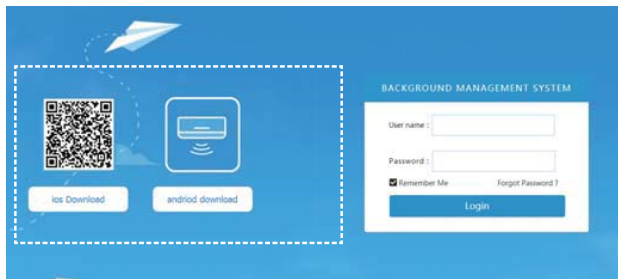 BACKGROUND MANAGEMENT SYSTEM
User name :
Password :
Remember Me
Forgot Password ?
Login
ios Download
andriod download